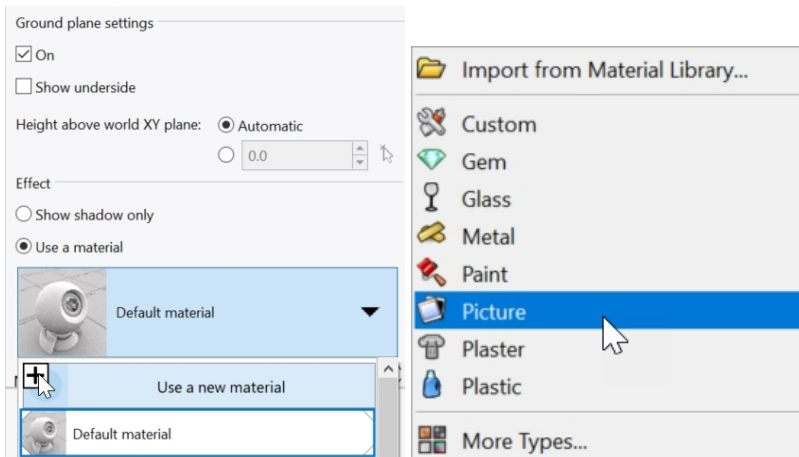 Ground plane settings
On
Show underside
Height above world XY plane: Automatic
0.0
Effect
Show shadow only
Use a material
Default material
Use a new material
Default material
Import from Material Library...
Custom
Gem
Glass
Metal
Paint
Picture
Plaster
Plastic
More Types...